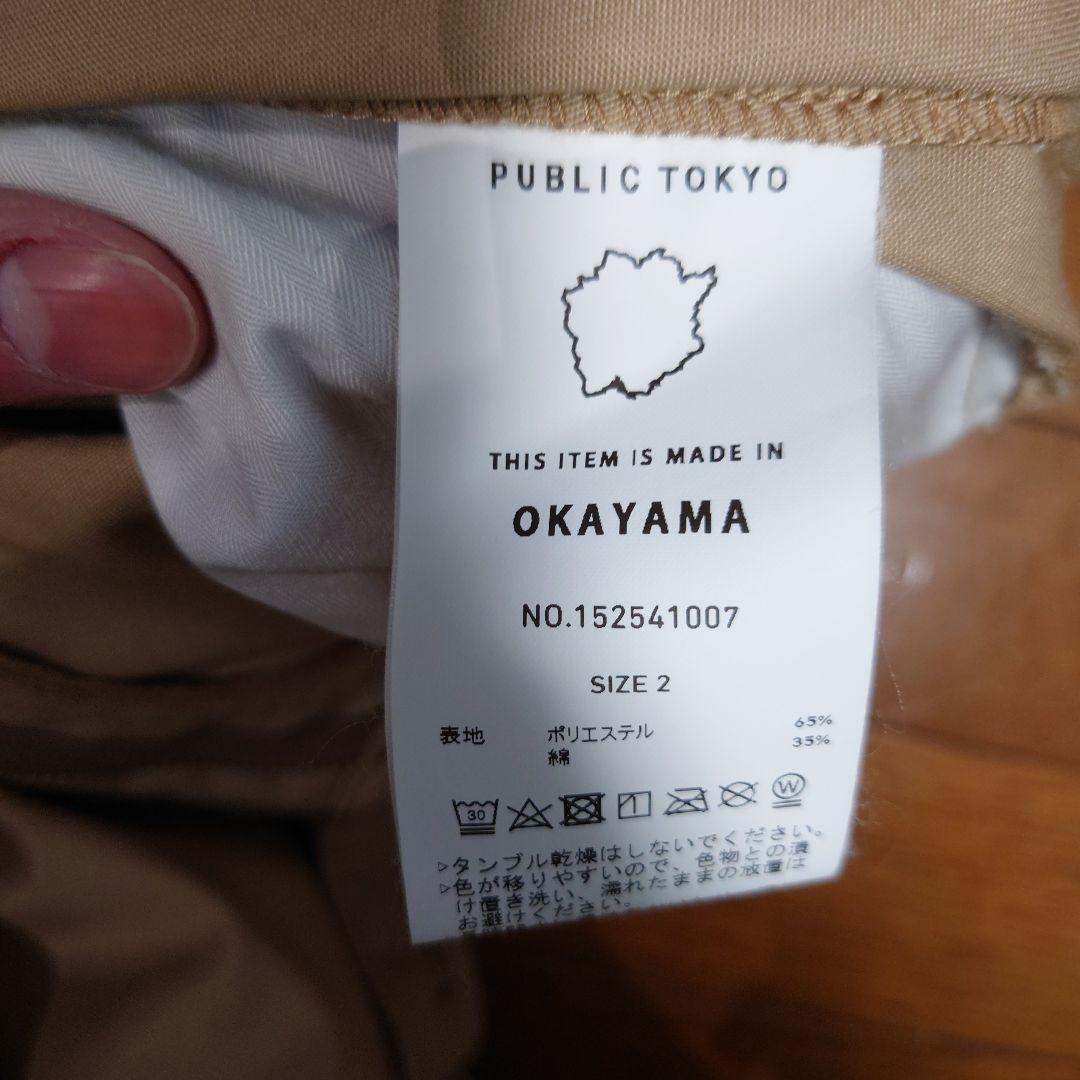 PUBLIC TOKYO
THIS ITEM IS MADE IN
OKAYAMA
NO.152541007
SIZE 2
表地 ポリエステル 65%
綿 35%
30 W
▷タンブル乾燥はしないでください。
▷色が移りやすいので、色物との漬
け置き洗い、濡れたままの放置は
お避けください。